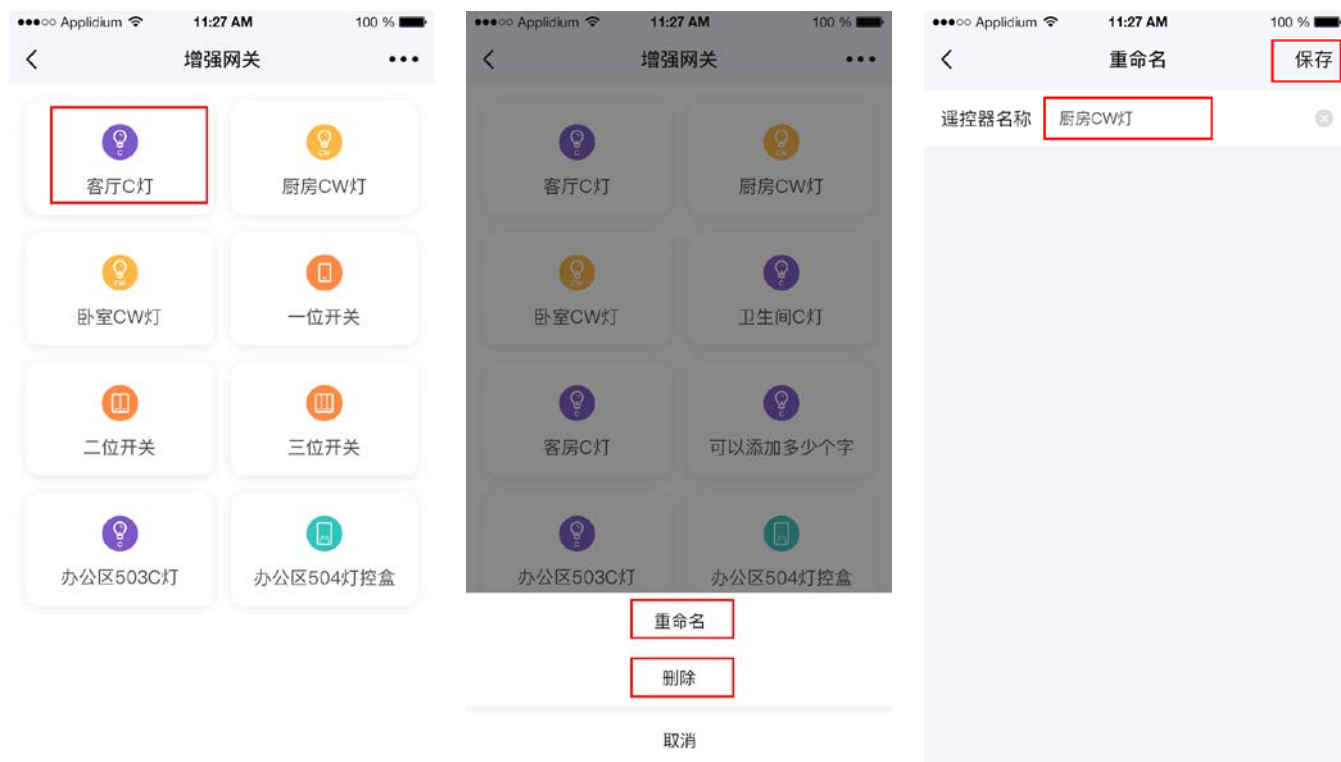 ●●●○○ Applidium 11:27 AM 100 %
增强网关
C
CW
客厅C灯 厨房CW灯
CW
卧室CW灯 一位开关
二位开关 三位开关
C
办公区503C灯 办公区504灯控盒
●●●○○ Applidium 11:27 AM 100 %
增强网关
C
CW
客厅C灯 厨房CW灯
CW
C
卧室CW灯 卫生间C灯
C
C
客房C灯 可以添加多少个字
C
办公区503C灯 办公区504灯控盒
重命名
删除
取消
●●●○○ Applidium 11:27 AM 100 %
重命名 保存
遥控器名称 厨房CW灯